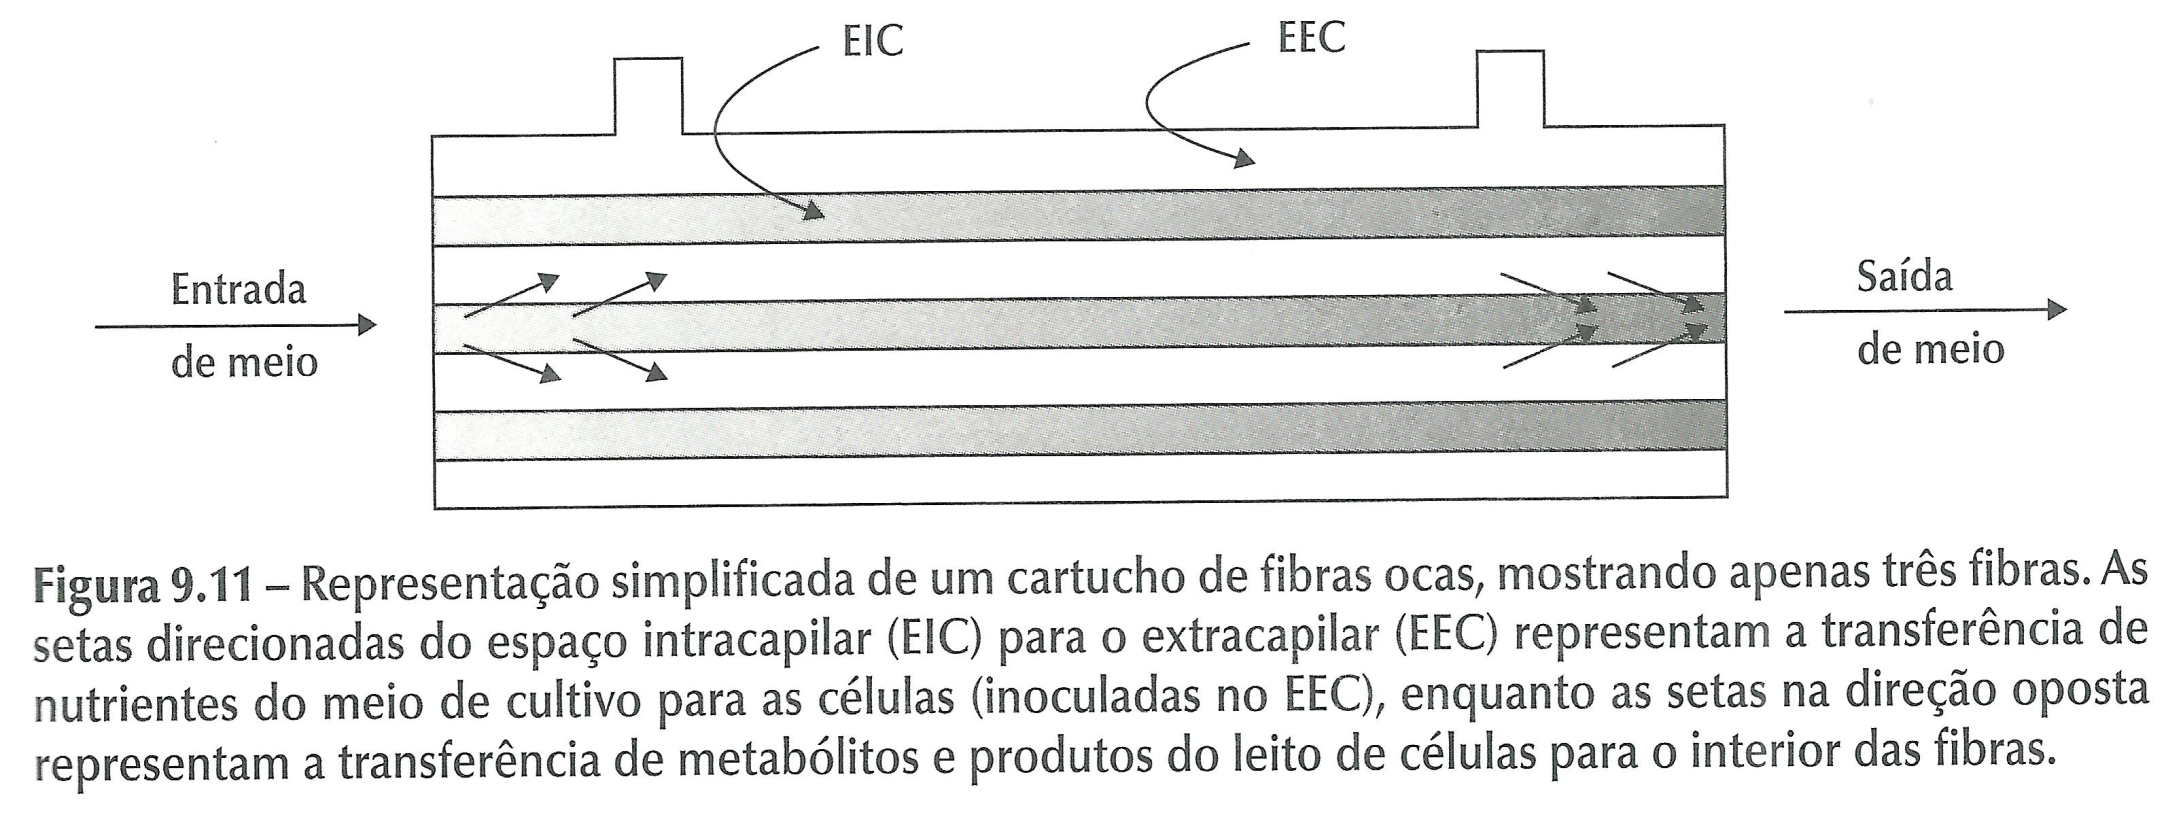 EIC
EEC
Entrada
de meio
Saída
de meio
Figura 9.11 – Representação simplificada de um cartucho de fibras ocas, mostrando apenas três fibras. As
setas direcionadas do espaço intracapilar (EIC) para o extracapilar (EEC) representam a transferência de
nutrientes do meio de cultivo para as células (inoculadas no EEC), enquanto as setas na direção oposta
representam a transferência de metabólitos e produtos do leito de células para o interior das fibras.